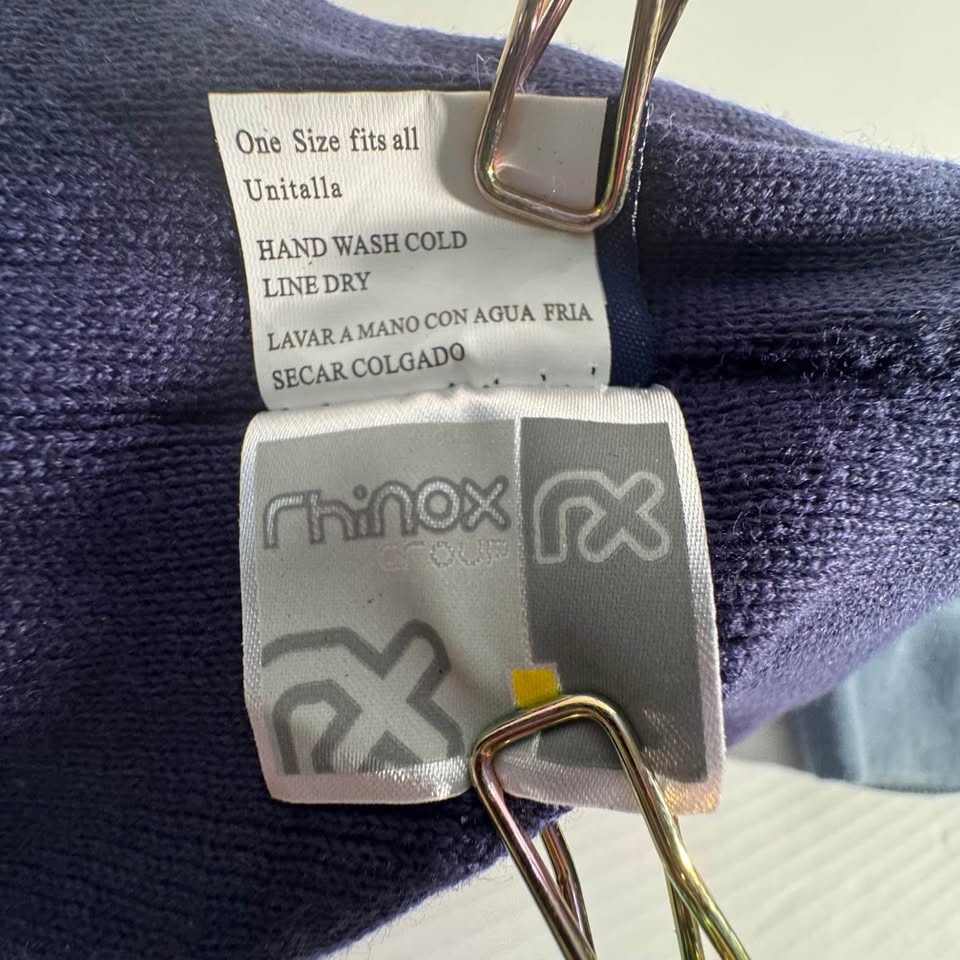 One Size fits all
Unitalla
HAND WASH COLD
LINE DRY
LAVAR A MANO CON AGUA FRIA
SECAR COLGADO
rhinox
group
rx
rx